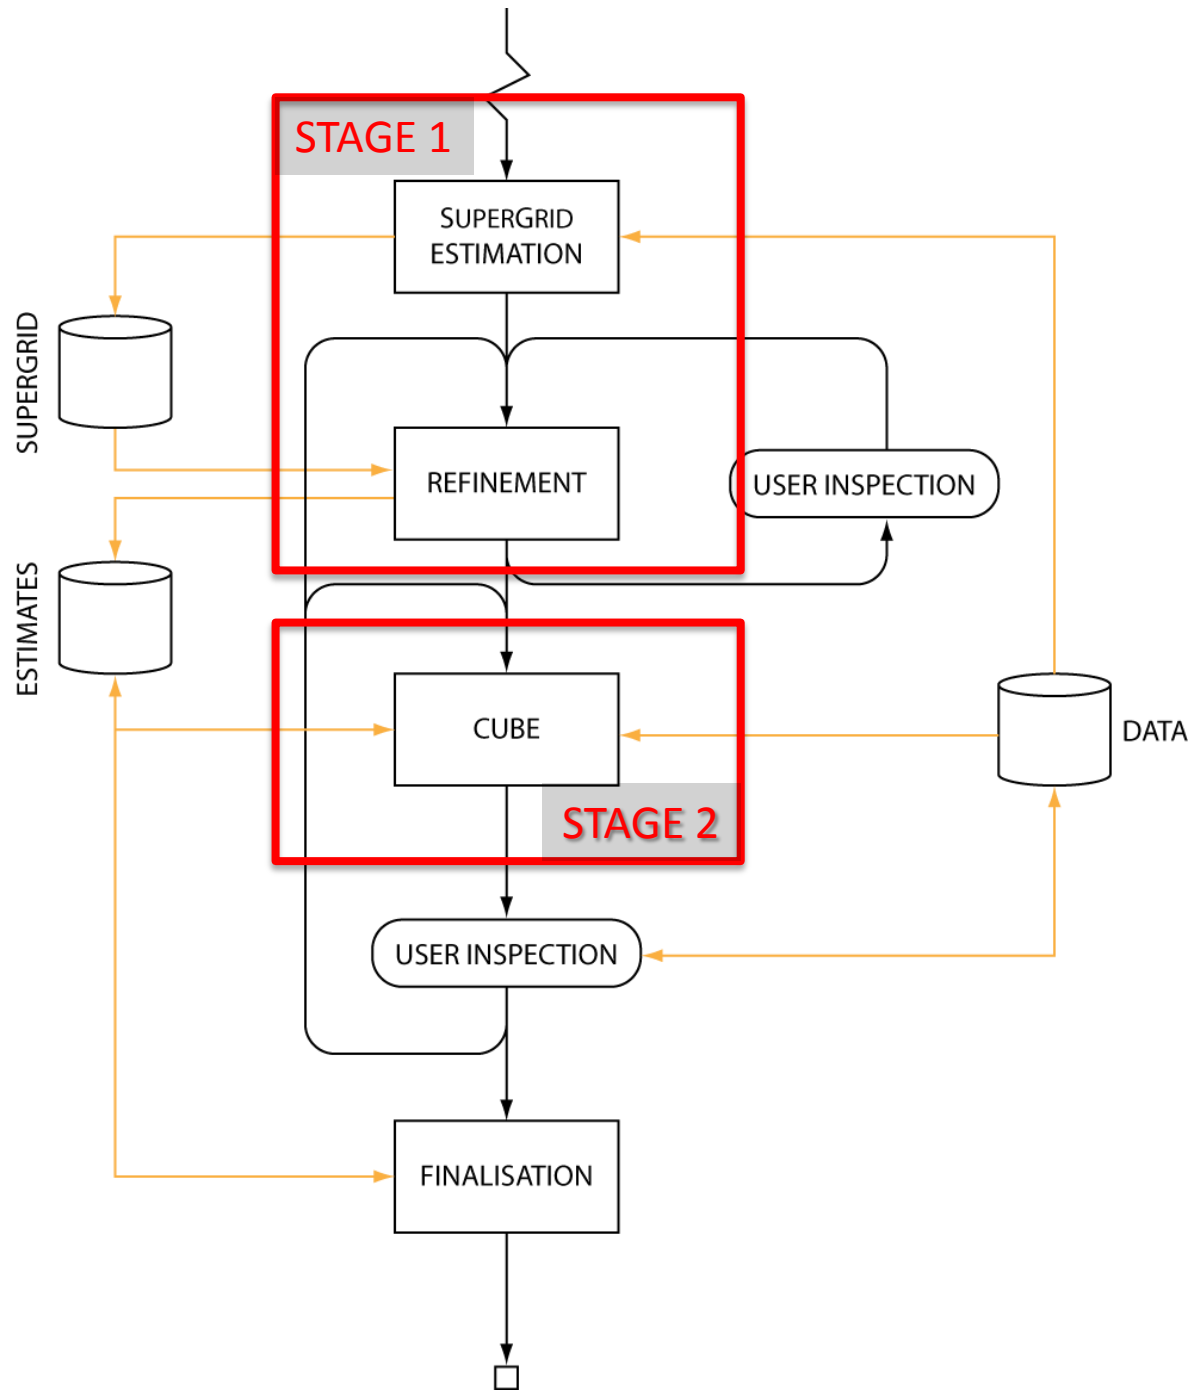 STAGE 1
SUPERGRID
ESTIMATION
SUPERGRID
REFINEMENT
USER INSPECTION
ESTIMATES
CUBE
DATA
STAGE 2
USER INSPECTION
FINALISATION